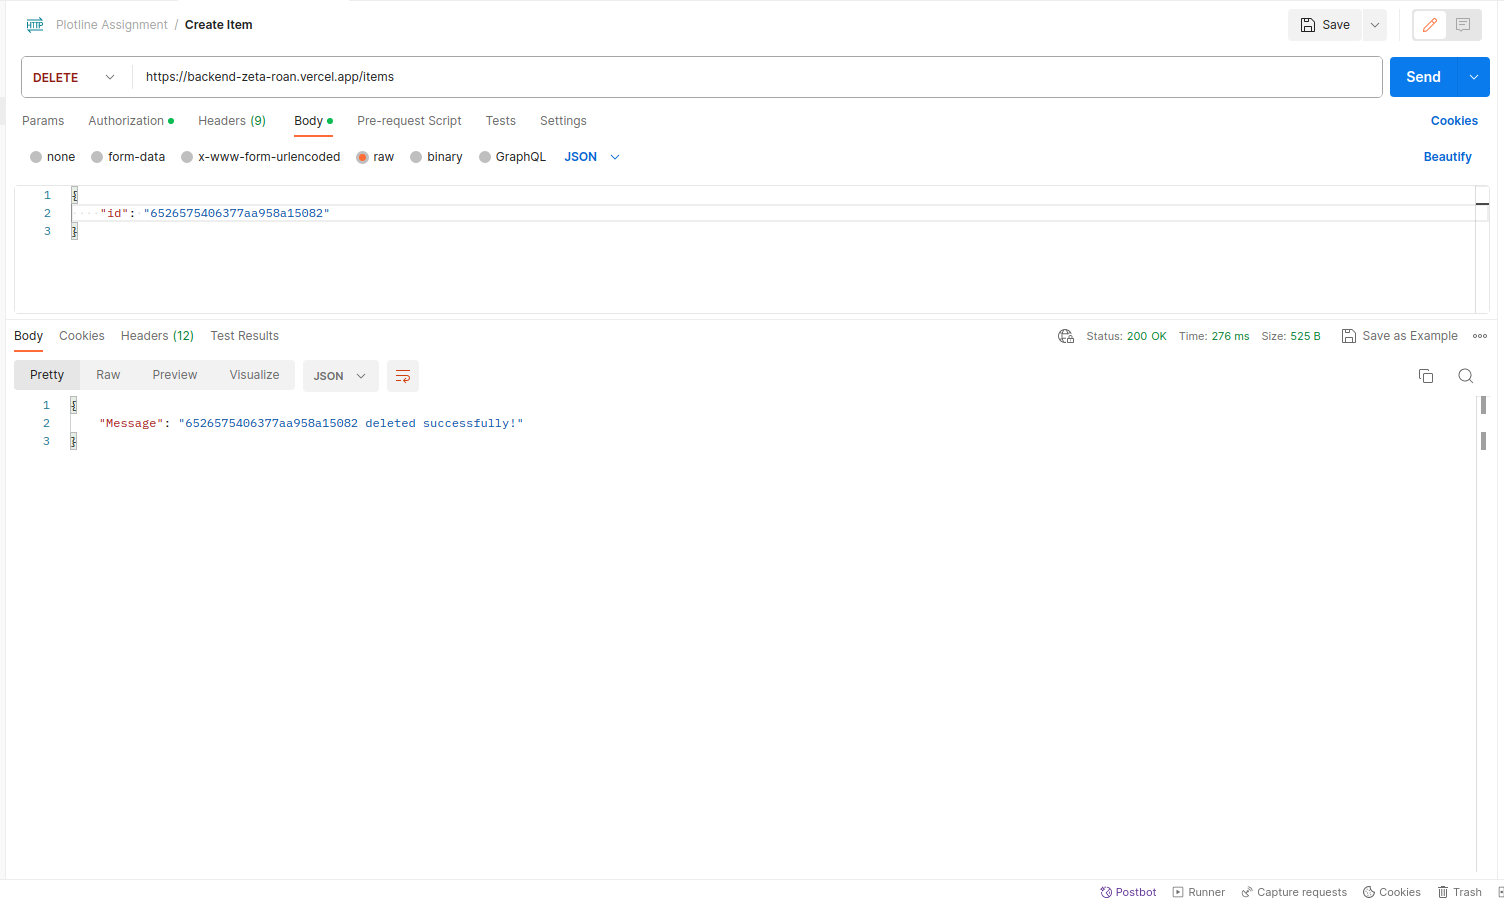 HTTP Plotline Assignment / Create Item Save
DELETE https://backend-zeta-roan.vercel.app/items Send
Params Authorization Headers (9) Body Pre-request Script Tests Settings Cookies
none form-data x-www-form-urlencoded raw binary GraphQL JSON Beautify
1 {
2 "id": "6526575406377aa958a15082"
3 }
Body Cookies Headers (12) Test Results Status: 200 OK Time: 276 ms Size: 525 B Save as Example
Pretty Raw Preview Visualize JSON
1 {
2 "Message": "6526575406377aa958a15082 deleted successfully!"
3 }
Postbot Runner Capture requests Cookies Trash